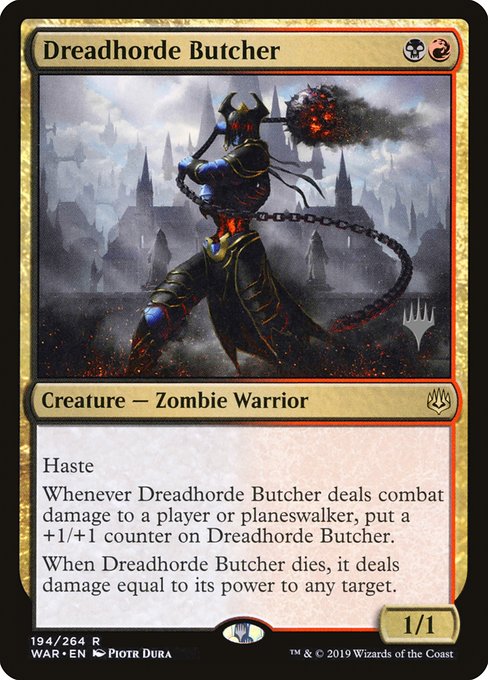 Dreadhorde Butcher
Creature — Zombie Warrior
Haste
Whenever Dreadhorde Butcher deals combat
damage to a player or planeswalker, put a
+1/+1 counter on Dreadhorde Butcher.
When Dreadhorde Butcher dies, it deals
damage equal to its power to any target.
1/1
194/264 R
WAR • EN Piotr Dura
™ & © 2019 Wizards of the Coast